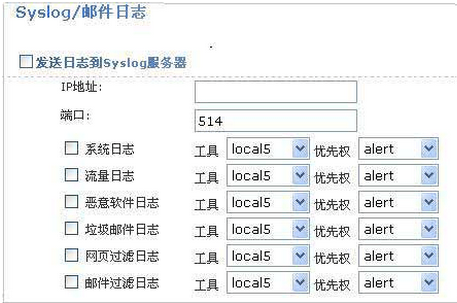 Syslog/邮件日志
发送日志到Syslog服务器
IP地址:
端口: 514
系统日志 工具 local5 优先权 alert
流量日志 工具 local5 优先权 alert
恶意软件日志 工具 local5 优先权 alert
垃圾邮件日志 工具 local5 优先权 alert
网页过滤日志 工具 local5 优先权 alert
邮件过滤日志 工具 local5 优先权 alert